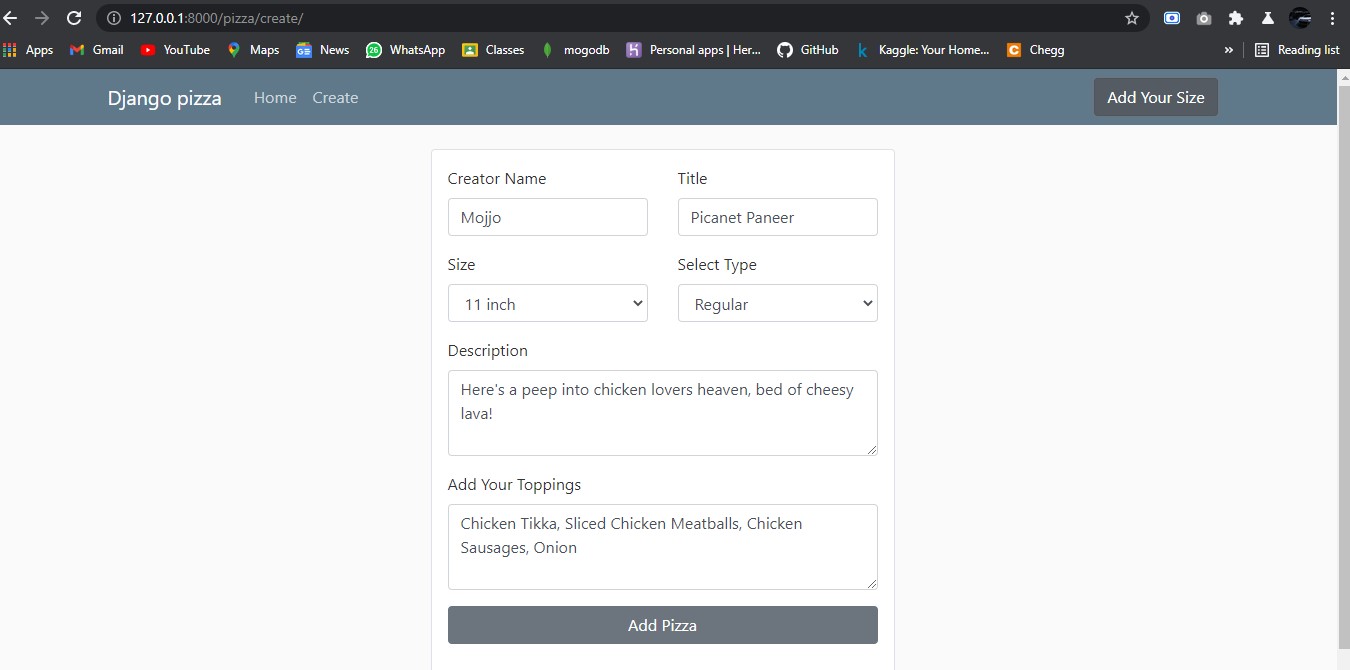 127.0.0.1:8000/pizza/create/
Apps Gmail YouTube Maps GE News 26 WhatsApp Classes mogodb Personal apps | Her... GitHub k Kaggle: Your Home... C Chegg » Reading list
Django pizza Home Create Add Your Size
Creator Name Title
Mojjo Picanet Paneer
Size Select Type
11 inch Regular
Description
Here's a peep into chicken lovers heaven, bed of cheesy
lava!
Add Your Toppings
Chicken Tikka, Sliced Chicken Meatballs, Chicken
Sausages, Onion
Add Pizza